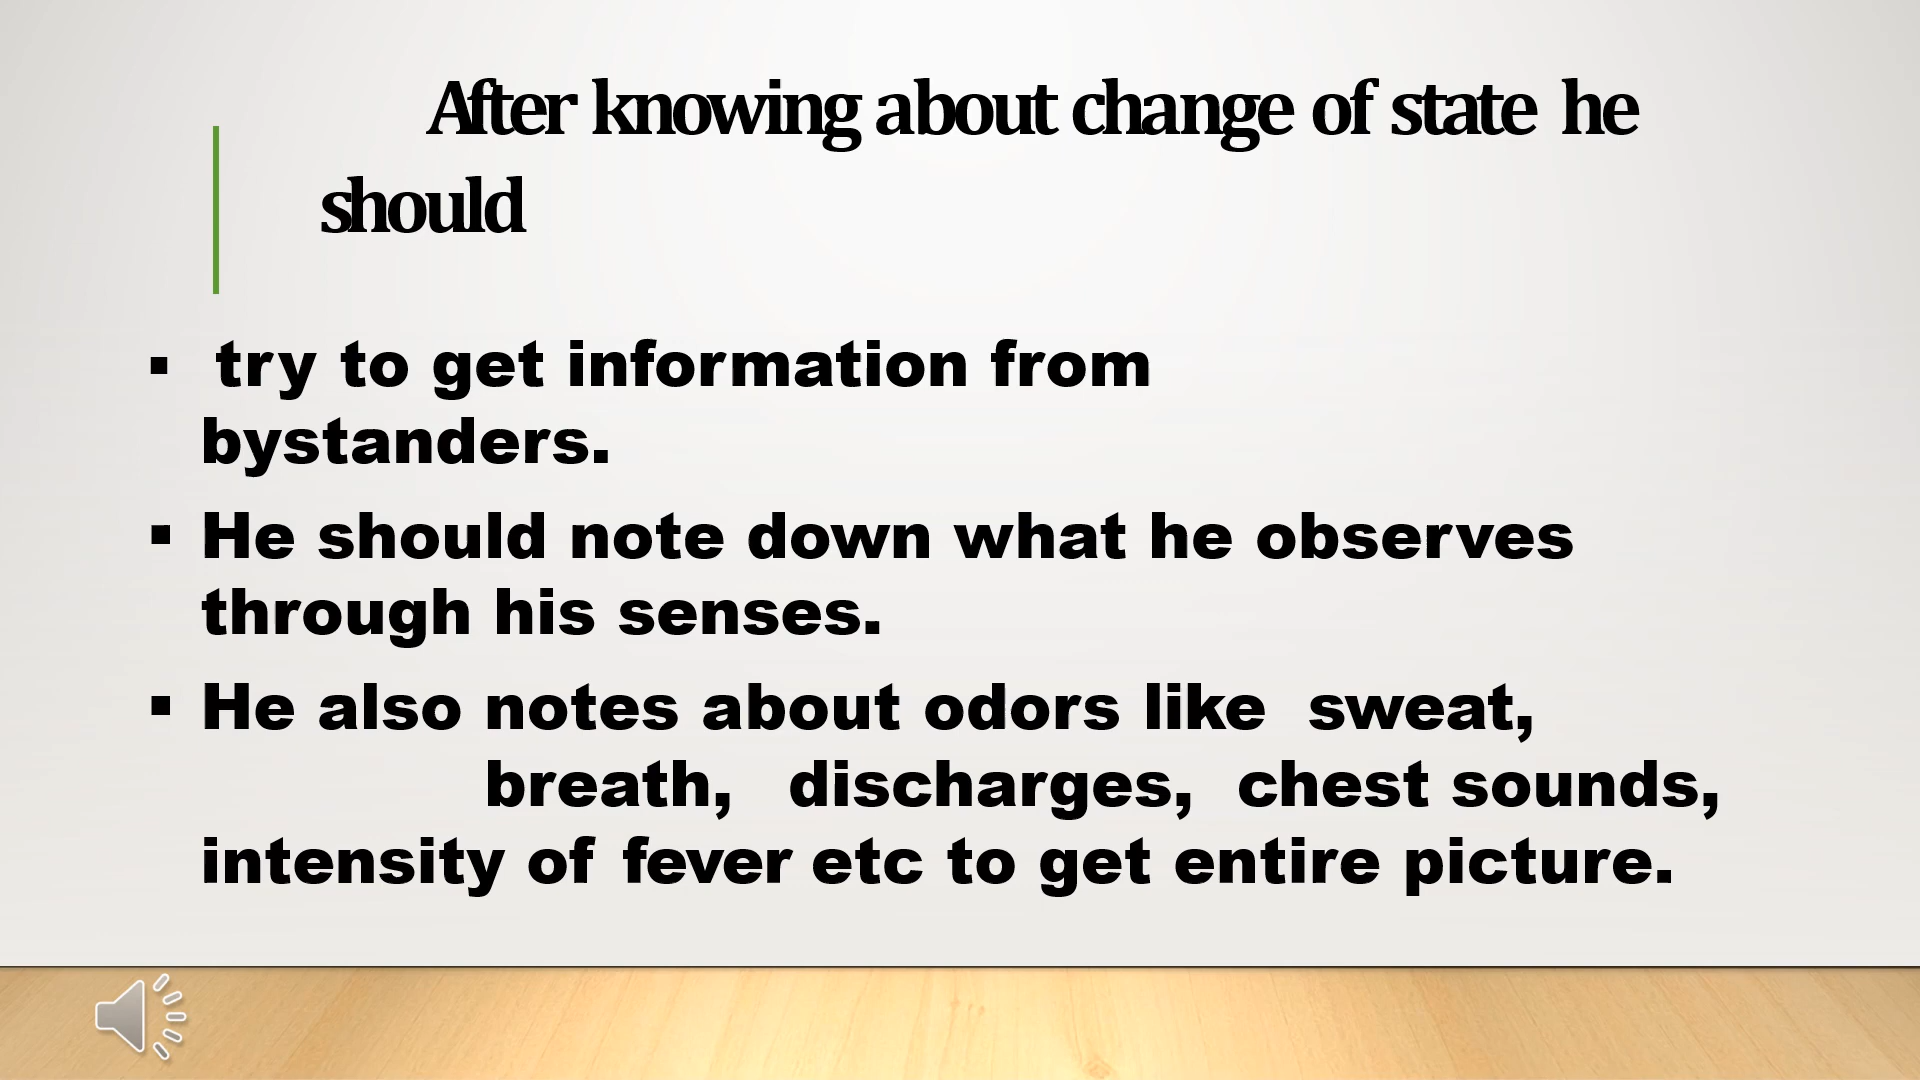 After knowing about change of state he
should
▪ try to get information from
bystanders.
▪ He should note down what he observes
through his senses.
▪ He also notes about odors like sweat,
breath, discharges, chest sounds,
intensity of fever etc to get entire picture.